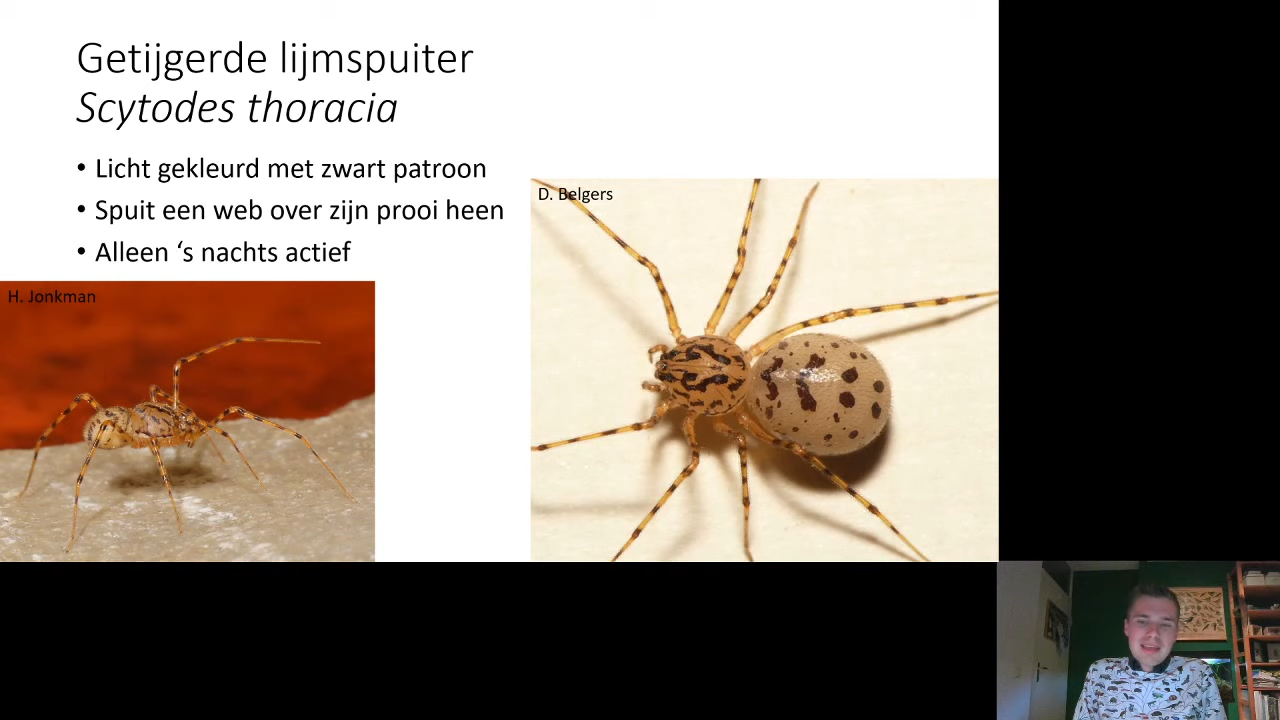 Getijgerde lijmspuiter
Scytodes thoracia
• Licht gekleurd met zwart patroon
• Spuit een web over zijn prooi heen
• Alleen ‘s nachts actief
H. Jonkman
D. Belgers